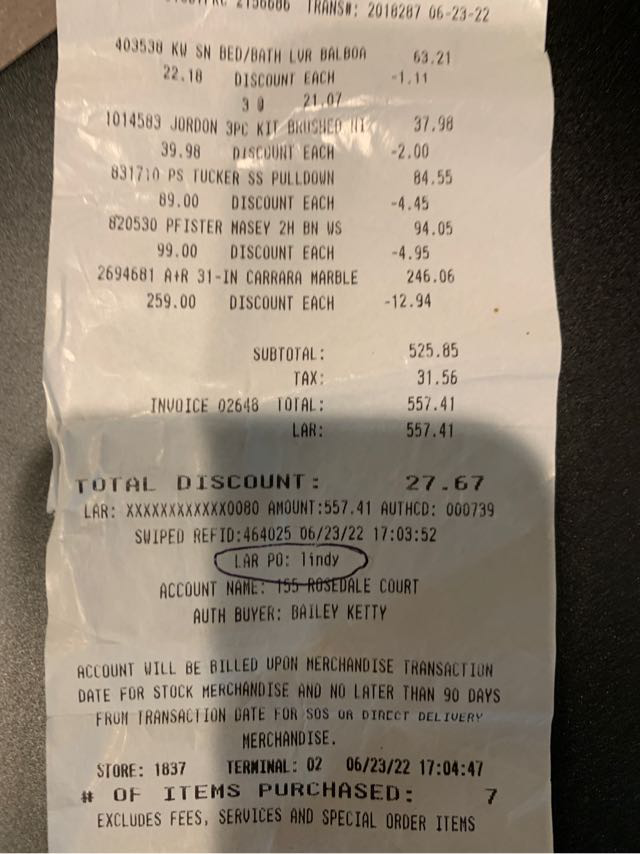 TRANS#: 2018287 06-23-22
403538 KW SN BED/BATH LVR BALBOA 63.21
22.18 DISCOUNT EACH -1.11
3 @ 21.07
1014583 JORDON 3PC KIT BRUSHED NI 37.98
39.98 DISCOUNT EACH -2.00
831710 PS TUCKER SS PULLDOWN 84.55
89.00 DISCOUNT EACH -4.45
820530 PFISTER MASEY 2H BN WS 94.05
99.00 DISCOUNT EACH -4.95
2694681 A+R 31-IN CARRARA MARBLE 246.06
259.00 DISCOUNT EACH -12.94
SUBTOTAL: 525.85
TAX: 31.56
INVOICE 02648 TOTAL: 557.41
LAR: 557.41
TOTAL DISCOUNT: 27.67
LAR: XXXXXXXXXXXX0080 AMOUNT:557.41 AUTHCD: 000739
SWIPED REFID:464025 06/23/22 17:03:52
LAR PO: lindy
ACCOUNT NAME: 155 ROSEDALE COURT
AUTH BUYER: BAILEY KETTY
ACCOUNT WILL BE BILLED UPON MERCHANDISE TRANSACTION
DATE FOR STOCK MERCHANDISE AND NO LATER THAN 90 DAYS
FROM TRANSACTION DATE FOR SOS OR DIRECT DELIVERY
MERCHANDISE.
STORE: 1837 TERMINAL: 02 06/23/22 17:04:47
# OF ITEMS PURCHASED: 7
EXCLUDES FEES, SERVICES AND SPECIAL ORDER ITEMS